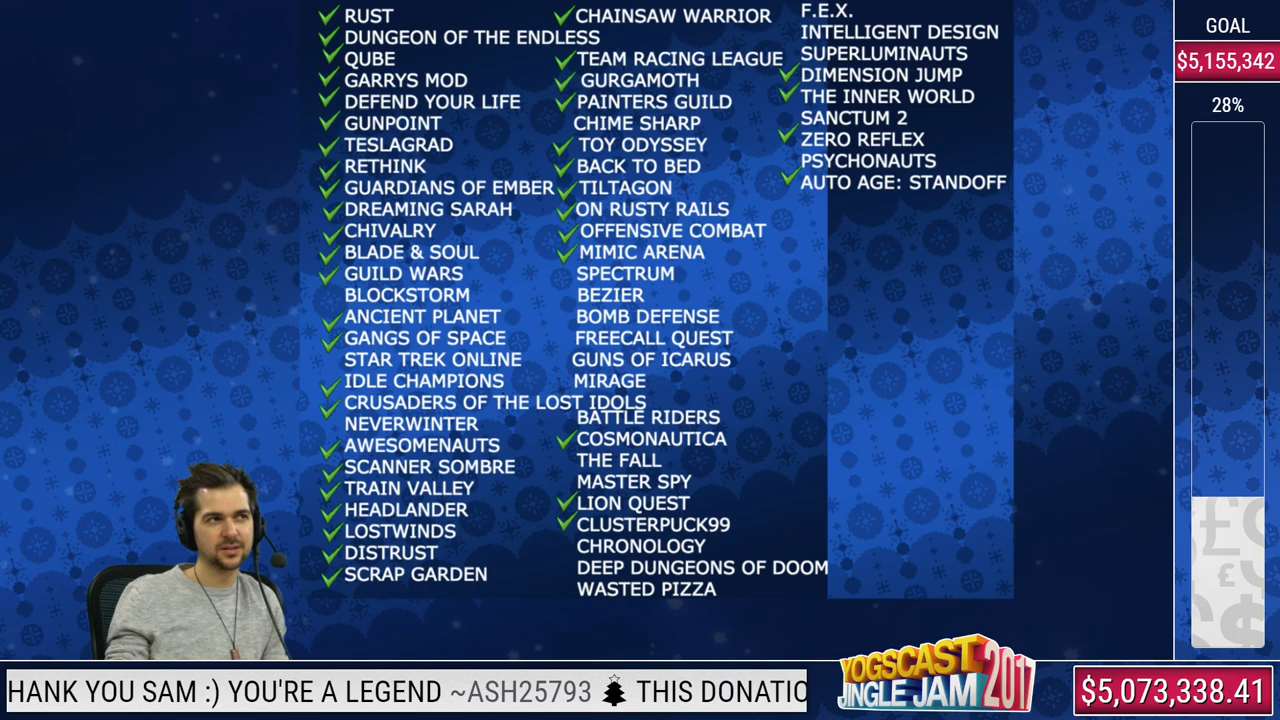 RUST
DUNGEON OF THE ENDLESS
QUBE
GARRYS MOD
DEFEND YOUR LIFE
GUNPOINT
TESLAGRAD
RETHINK
GUARDIANS OF EMBER
DREAMING SARAH
CHIVALRY
BLADE & SOUL
GUILD WARS
BLOCKSTORM
ANCIENT PLANET
GANGS OF SPACE
STAR TREK ONLINE
IDLE CHAMPIONS
CRUSADERS OF THE LOST IDOLS
NEVERWINTER
AWESOMENAUTS
SCANNER SOMBRE
TRAIN VALLEY
HEADLANDER
LOSTWINDS
DISTRUST
SCRAP GARDEN
CHAINSAW WARRIOR
TEAM RACING LEAGUE
GURGAMOTH
PAINTERS GUILD
CHIME SHARP
TOY ODYSSEY
BACK TO BED
TILTAGON
ON RUSTY RAILS
OFFENSIVE COMBAT
MIMIC ARENA
SPECTRUM
BEZIER
BOMB DEFENSE
FREECALL QUEST
GUNS OF ICARUS
MIRAGE
BATTLE RIDERS
COSMONAUTICA
THE FALL
MASTER SPY
LION QUEST
CLUSTERPUCK99
CHRONOLOGY
DEEP DUNGEONS OF DOOM
WASTED PIZZA
F.E.X.
INTELLIGENT DESIGN
SUPERLUMINAUTS
DIMENSION JUMP
THE INNER WORLD
SANCTUM 2
ZERO REFLEX
PSYCHONAUTS
AUTO AGE: STANDOFF
GOAL
$5,155,342
28%
HANK YOU SAM :) YOU'RE A LEGEND ~ASH25793 THIS DONATIO
YOGSCAST
JINGLE JAM 2017
$5,073,338.41